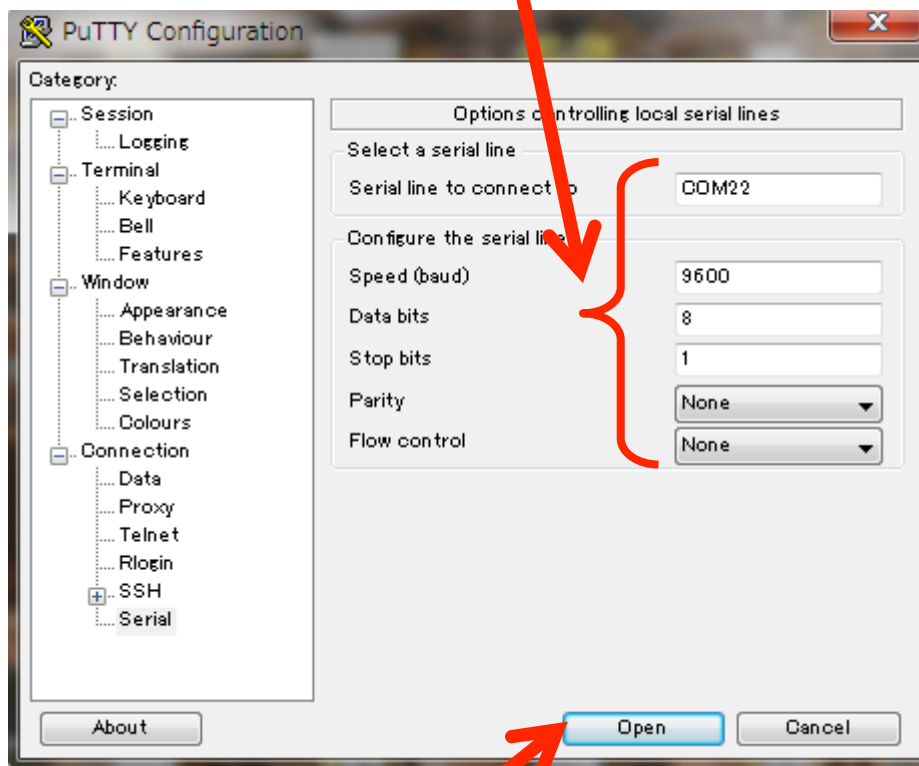 PuTTY Configuration
Category:
Session
Logging
Terminal
Keyboard
Bell
Features
Window
Appearance
Behaviour
Translation
Selection
Colours
Connection
Data
Proxy
Telnet
Rlogin
SSH
Serial
Options controlling local serial lines
Select a serial line
Serial line to connect to
COM22
Configure the serial line
Speed (baud)
9600
Data bits
8
Stop bits
1
Parity
None
Flow control
None
About
Open
Cancel